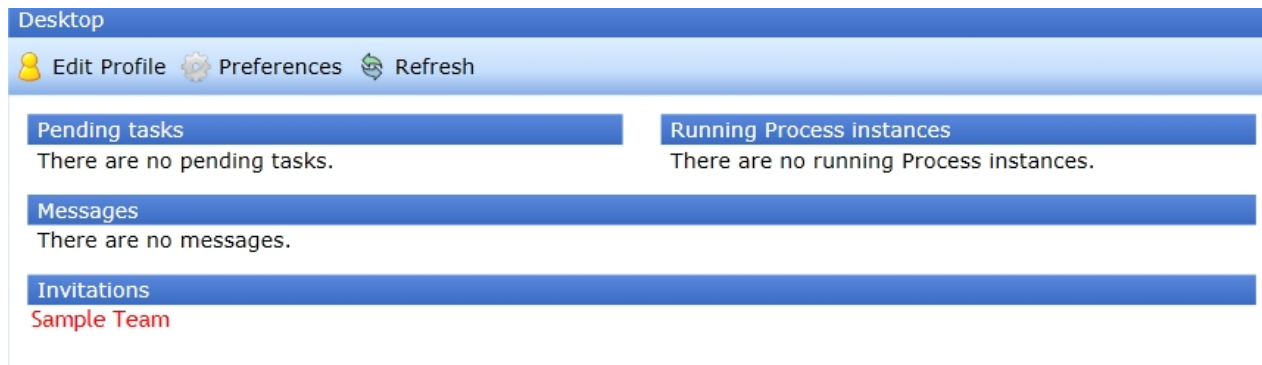 Desktop
Edit Profile Preferences Refresh
Pending tasks
There are no pending tasks.
Running Process instances
There are no running Process instances.
Messages
There are no messages.
Invitations
Sample Team